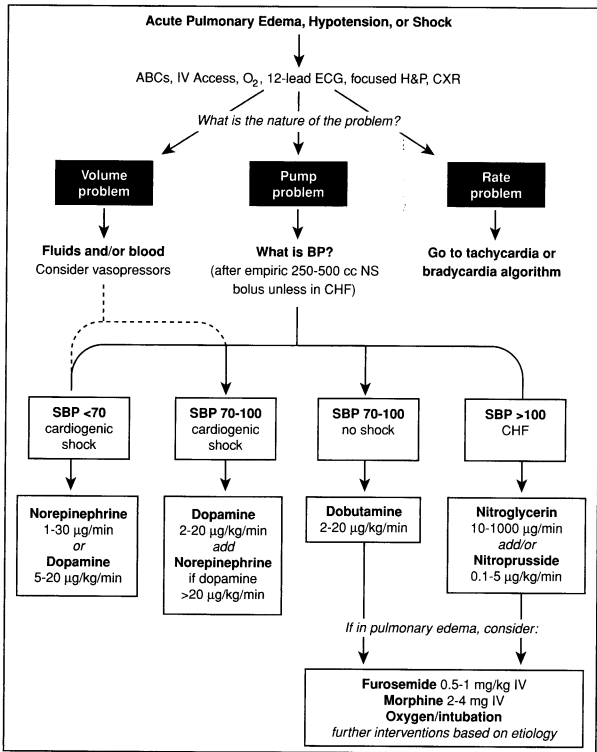 Acute Pulmonary Edema, Hypotension, or Shock
ABCs, IV Access, O2, 12-lead ECG, focused H&P, CXR
What is the nature of the problem?
Volume
problem
Pump
problem
Rate
problem
Fluids and/or blood
Consider vasopressors
What is BP?
(after empiric 250-500 cc NS
bolus unless in CHF)
Go to tachycardia or
bradycardia algorithm
SBP <70
cardiogenic
shock
SBP 70-100
cardiogenic
shock
SBP 70-100
no shock
SBP >100
CHF
Norepinephrine
1-30 µg/min
or
Dopamine
5-20 µg/kg/min
Dopamine
2-20 µg/kg/min
add
Norepinephrine
if dopamine
>20 µg/kg/min
Dobutamine
2-20 µg/kg/min
Nitroglycerin
10-1000 µg/min
add/or
Nitroprusside
0.1-5 µg/kg/min
If in pulmonary edema, consider:
Furosemide 0.5-1 mg/kg IV
Morphine 2-4 mg IV
Oxygen/intubation
further interventions based on etiology